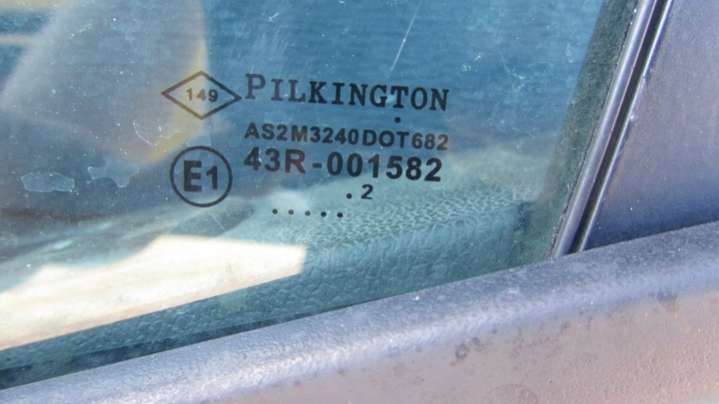 149 PILKINGTON
AS2M3240DOT682
E1 43R-001582
.2
.....